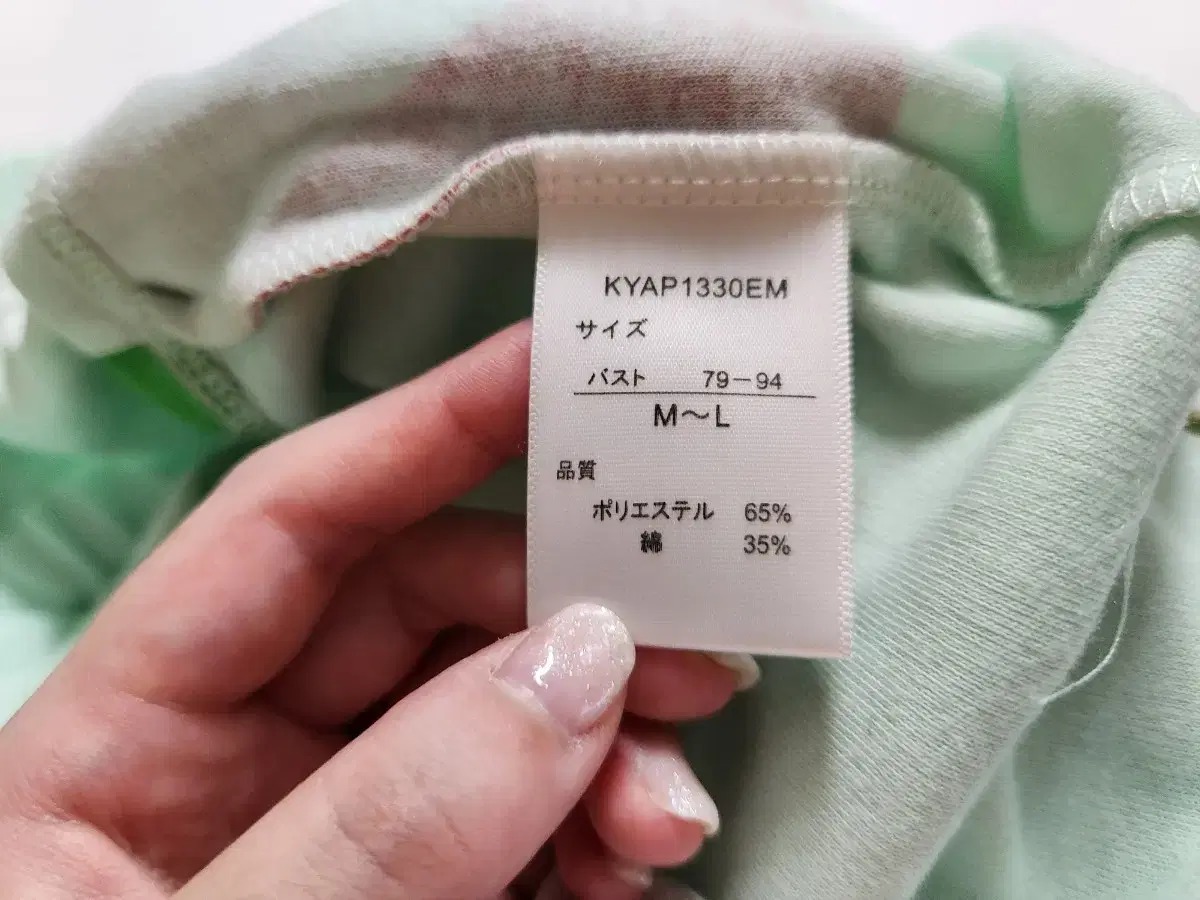 KYAP1330EM
サイズ
バスト 79-94
M～L
品質
ポリエステル 65%
綿 35%